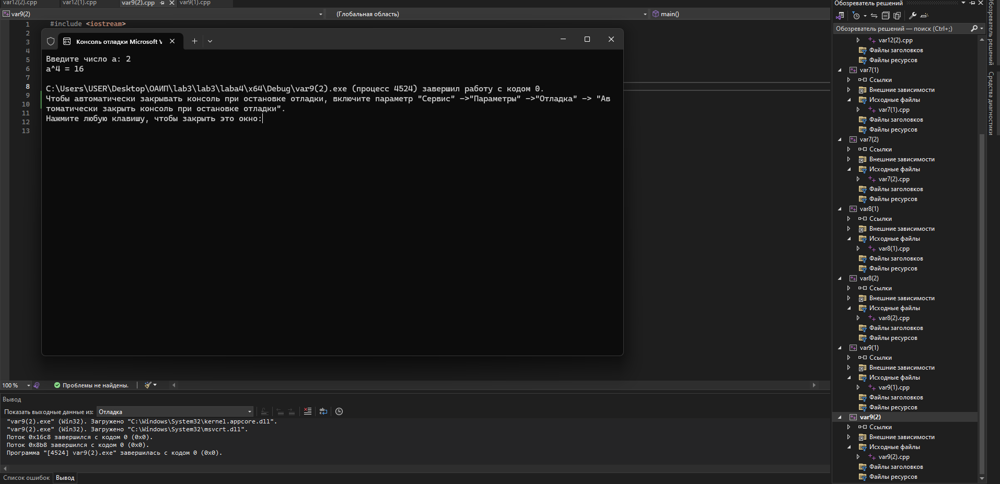 var12(2).cpp
var12(1).cpp
var9(2).cpp
var9(1).cpp
var9(2)
(Глобальная область)
main()
1
2
3
4
5
6
7
8
9
10
11
12
13
#include <iostream>
Консоль отладки Microsoft V
Введите число a: 2
a^4 = 16
C:\Users\USER\Desktop\ОАИП\lab3\lab3\laba4\x64\Debug\var9(2).exe (процесс 4524) завершил работу с кодом 0.
Чтобы автоматически закрывать консоль при остановке отладки, включите параметр "Сервис" ->"Параметры" ->"Отладка" -> "Ав
томатически закрыть консоль при остановке отладки".
Нажмите любую клавишу, чтобы закрыть это окно:
100 %
Проблемы не найдены.
Вывод
Показать выходные данные из:
Отладка
"var9(2).exe" (Win32). Загружено "C:\Windows\System32\kernel.appcore.dll".
"var9(2).exe" (Win32). Загружено "C:\Windows\System32\msvcrt.dll".
Поток 0x16c8 завершился с кодом 0 (0x0).
Поток 0x8b8 завершился с кодом 0 (0x0).
Программа "[4524] var9(2).exe" завершилась с кодом 0 (0x0).
Список ошибок
Вывод
Обозреватель решений
Обозреватель решений — поиск (Ctrl+;)
var12(2).cpp
Файлы заголовков
Файлы ресурсов
var7(1)
Ссылки
Внешние зависимости
Исходные файлы
var7(1).cpp
Файлы заголовков
Файлы ресурсов
var7(2)
Ссылки
Внешние зависимости
Исходные файлы
var7(2).cpp
Файлы заголовков
Файлы ресурсов
var8(1)
Ссылки
Внешние зависимости
Исходные файлы
var8(1).cpp
Файлы заголовков
Файлы ресурсов
var8(2)
Ссылки
Внешние зависимости
Исходные файлы
var8(2).cpp
Файлы заголовков
Файлы ресурсов
var9(1)
Ссылки
Внешние зависимости
Исходные файлы
var9(1).cpp
Файлы заголовков
Файлы ресурсов
var9(2)
Ссылки
Внешние зависимости
Исходные файлы
var9(2).cpp
Файлы заголовков
Файлы ресурсов
Обозреватель решений
Средства диагностики